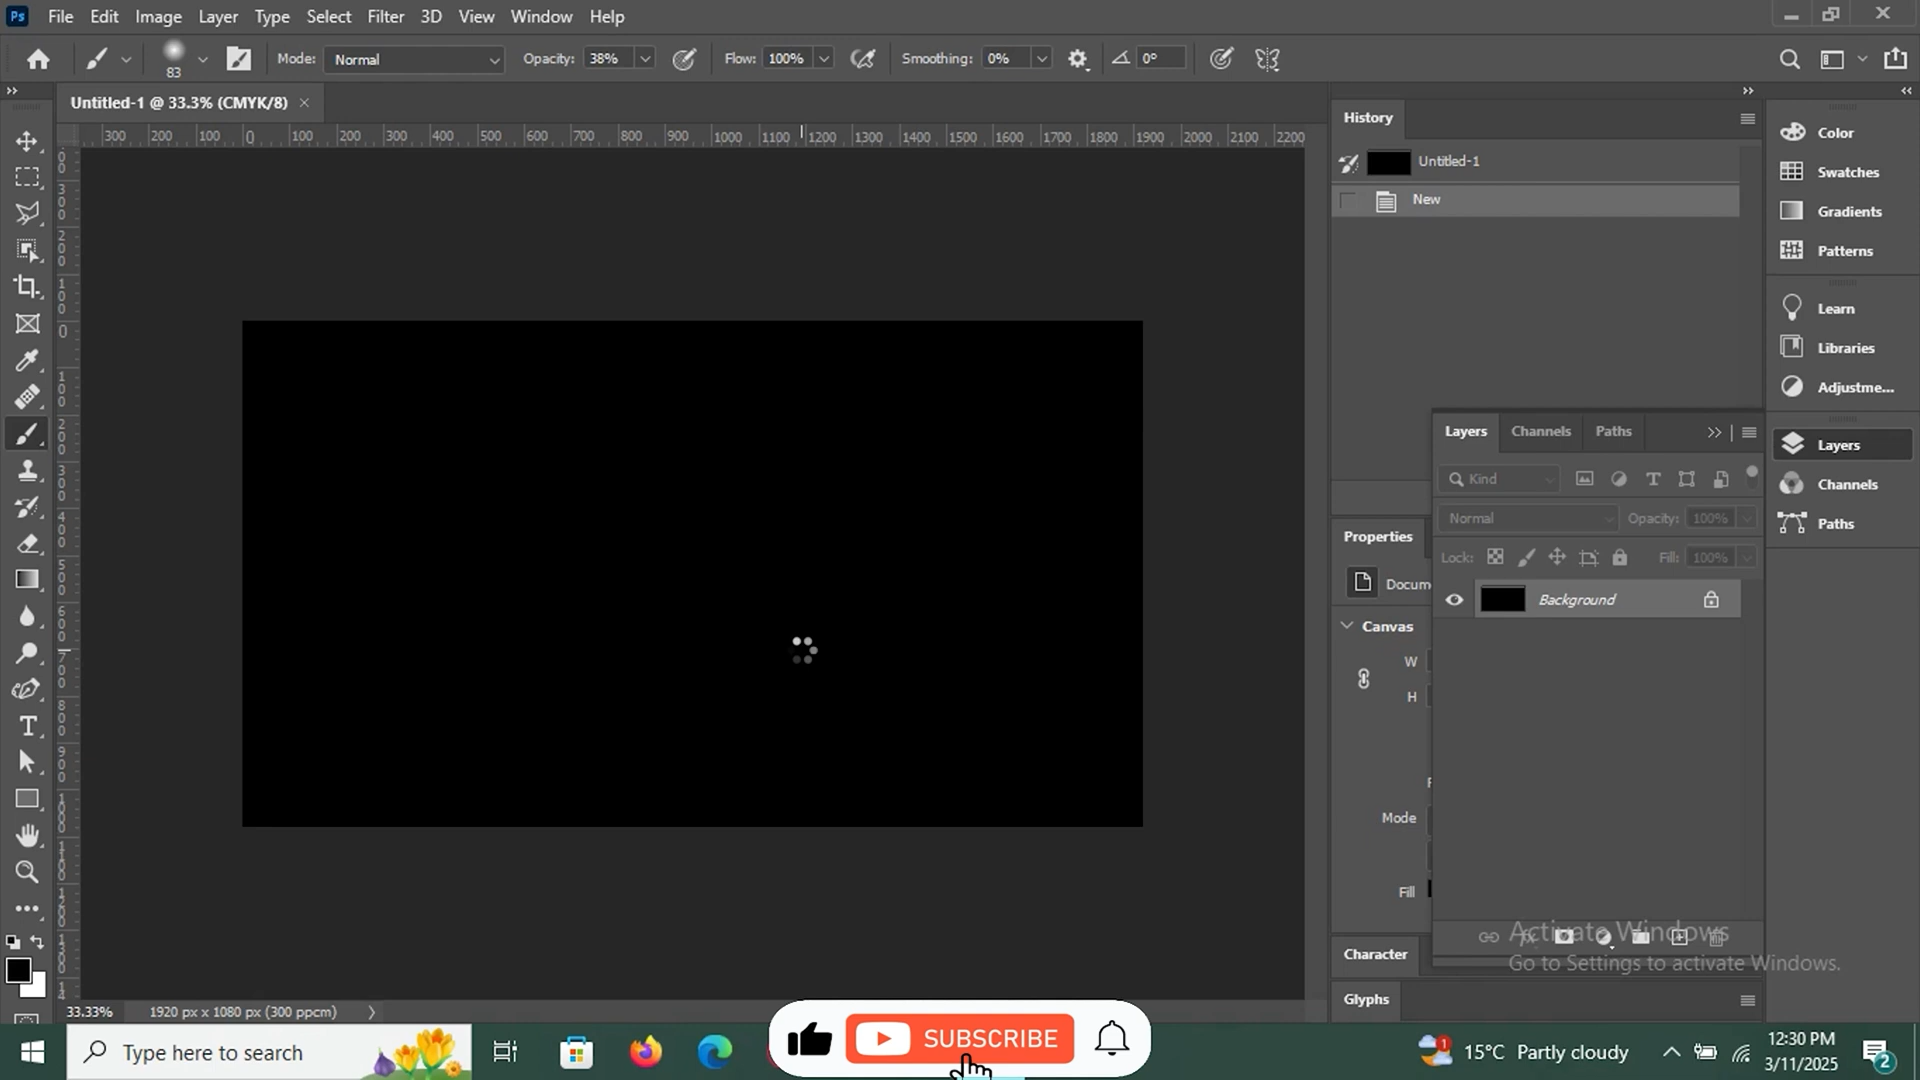 Ps File Edit Image Layer Type Select Filter 3D View Window Help
83 Mode: Normal Opacity: 38% Flow: 100% Smoothing: 0% 0°
Untitled-1 @ 33.3% (CMYK/8) ×
300 200 100 0 100 200 300 400 500 600 700 800 900 1000 1100 1200 1300 1400 1500 1600 1700 1800 1900 2000 2100 2200
History
Untitled-1
New
Color
Swatches
Gradients
Patterns
Learn
Libraries
Adjustme...
Layers
Channels
Paths
Layers Channels Paths
Kind
Normal Opacity: 100%
Lock: Fill: 100%
Background
Properties
Docum
Canvas
W
H
Mode
Fill
Character
Glyphs
Activate Windows
Go to Settings to activate Windows.
33.33% 1920 px x 1080 px (300 ppcm)
SUBSCRIBE
Type here to search
15°C Partly cloudy
12:30 PM
3/11/2025
2